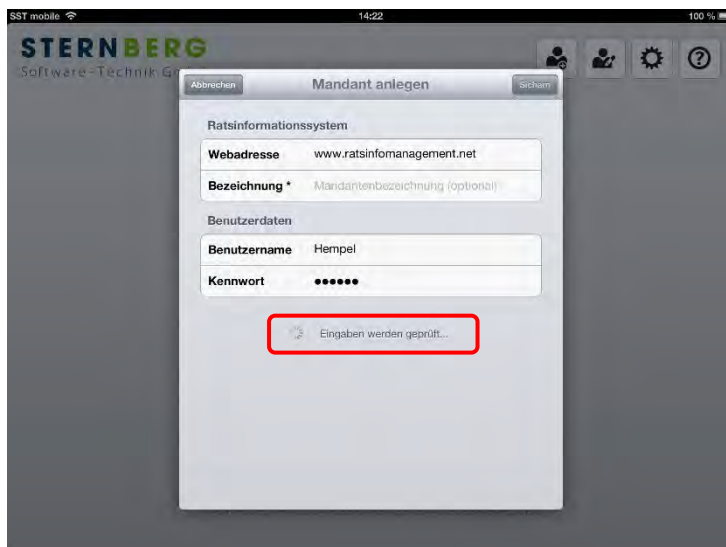 SST mobile 14:22 100 %
STERNBERG
Software-Technik G
Abbrechen Mandant anlegen Sichern
Ratsinformationssystem
Webadresse www.ratsinfomanagement.net
Bezeichnung * Mandantenbezeichnung (optional)
Benutzerdaten
Benutzername Hempel
Kennwort ●●●●●●
Eingaben werden geprüft...